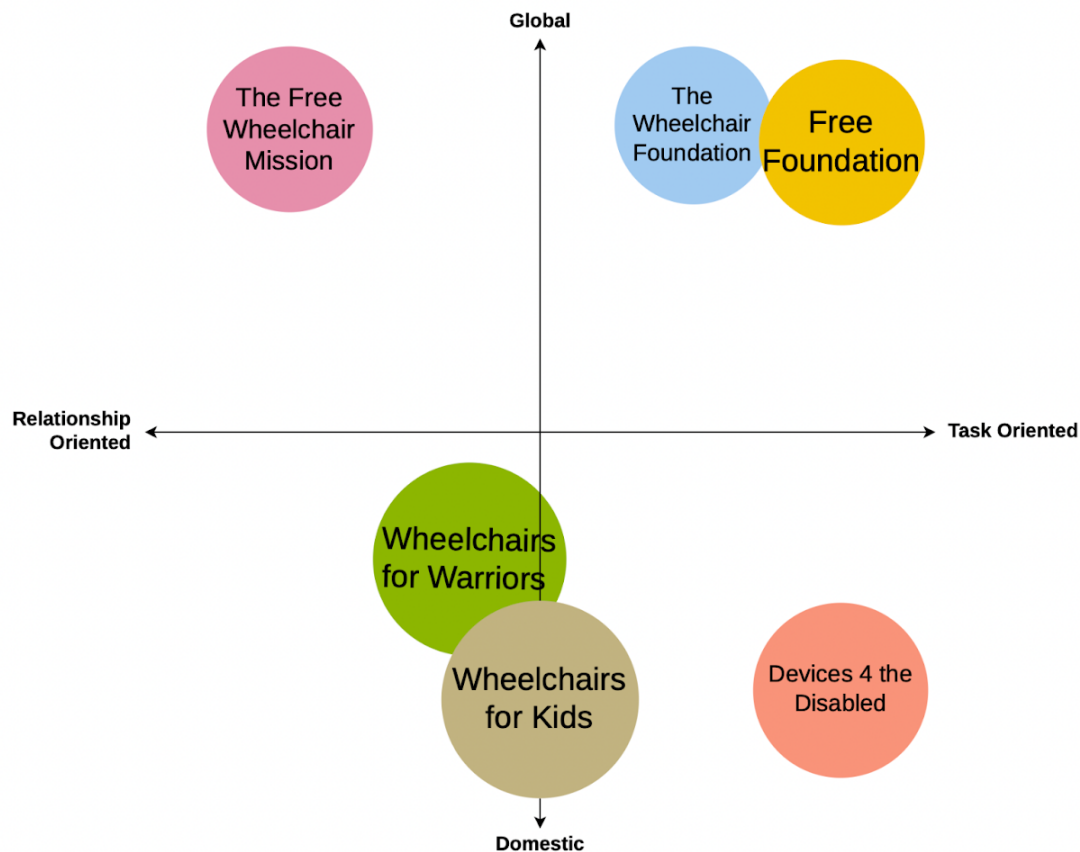 Global
The Free
Wheelchair
Mission
The
Wheelchair
Foundation
Free
Foundation
Relationship
Oriented
Task Oriented
Wheelchairs
for Warriors
Wheelchairs
for Kids
Devices 4 the
Disabled
Domestic